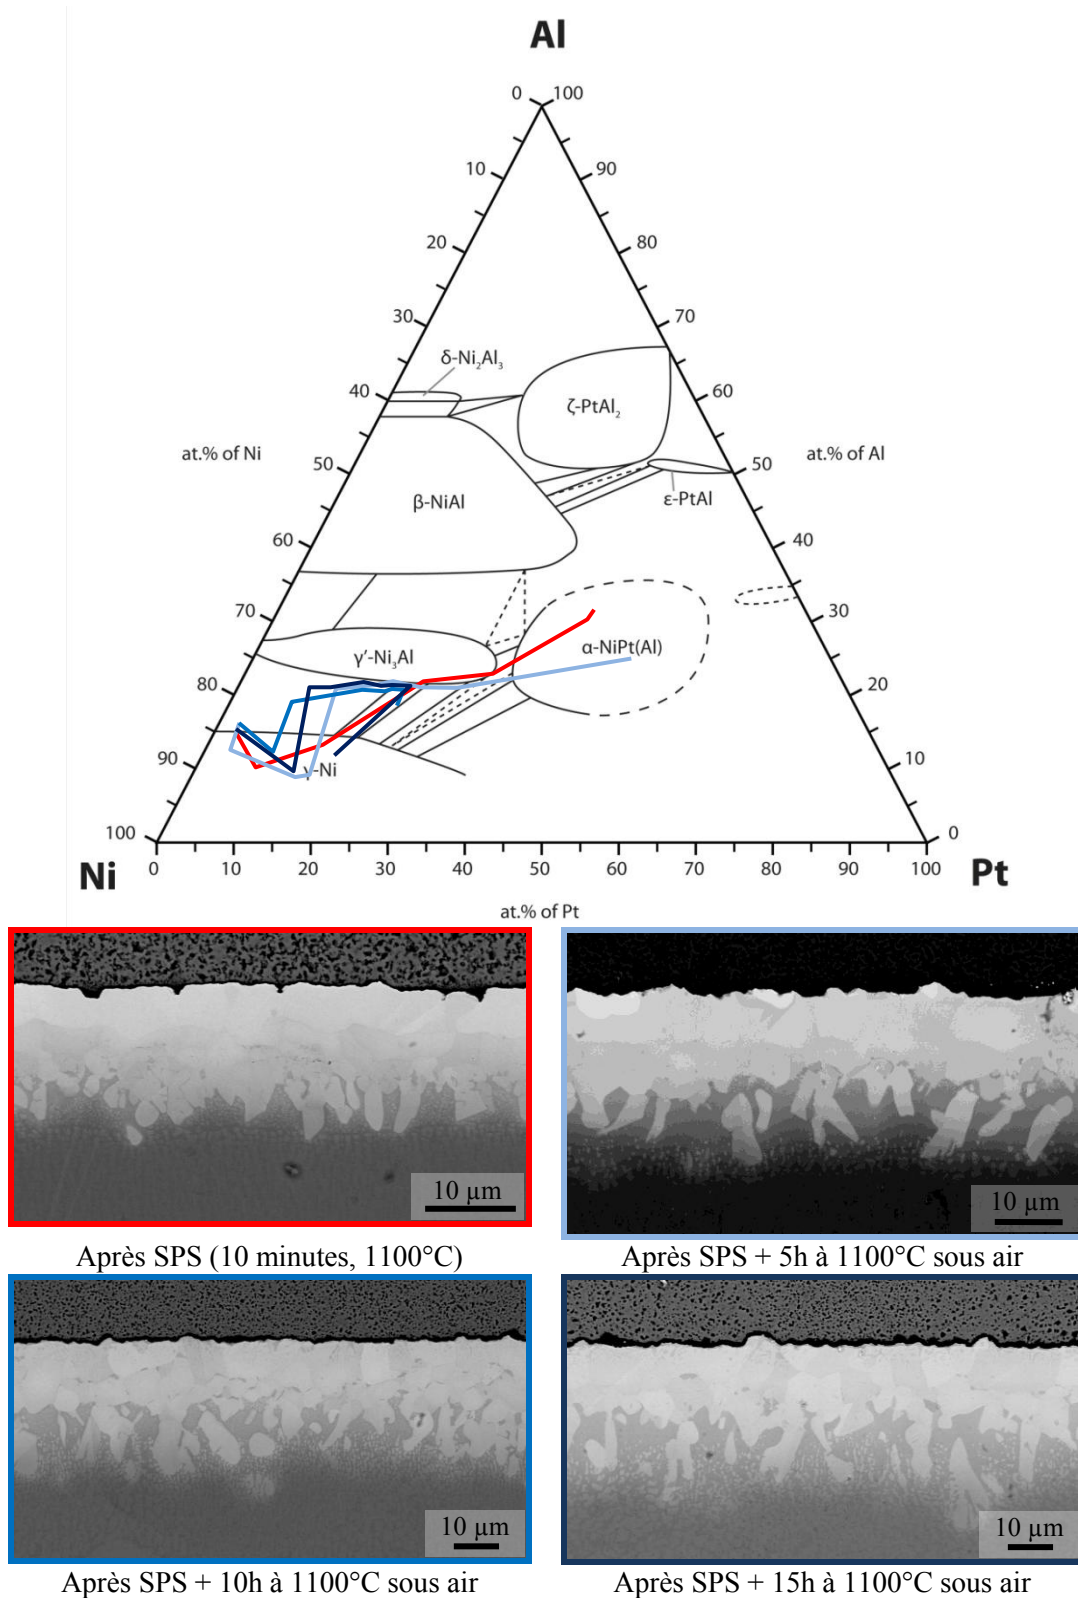 Al
0 100
10 90
20 80
30 70
δ-Ni₂Al₃
40 60
ζ-PtAl₂
at.% of Ni at.% of Al
50 50
β-NiAl ε-PtAl
60 40
70 30
γ'-Ni₃Al α-NiPt(Al)
80 20
90 γ-Ni 10
100 0
Ni 0 10 20 30 40 50 60 70 80 90 100 Pt
at.% of Pt
10 µm 10 µm
Après SPS (10 minutes, 1100°C) Après SPS + 5h à 1100°C sous air
10 µm 10 µm
Après SPS + 10h à 1100°C sous air Après SPS + 15h à 1100°C sous air